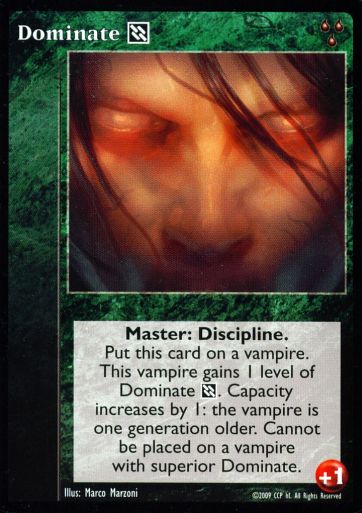 Dominate
Master: Discipline.
Put this card on a vampire.
This vampire gains 1 level of
Dominate . Capacity
increases by 1: the vampire is
one generation older. Cannot
be placed on a vampire
with superior Dominate.
+1
Illus: Marco Marzoni
©2009 CCP hf. All Rights Reserved